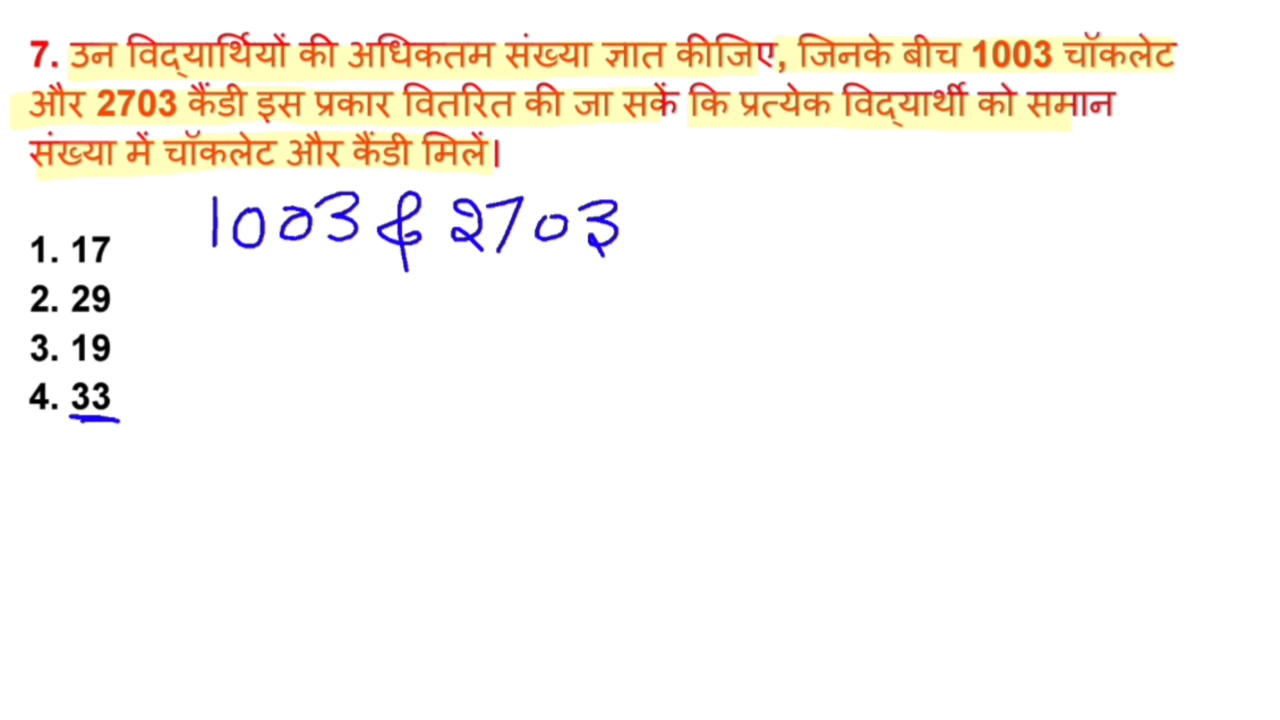 7. उन विद्यार्थियों की अधिकतम संख्या ज्ञात कीजिए, जिनके बीच 1003 चॉकलेट
और 2703 कैंडी इस प्रकार वितरित की जा सकें कि प्रत्येक विद्यार्थी को समान
संख्या में चॉकलेट और कैंडी मिलें।
1003 & 2703
1. 17
2. 29
3. 19
4. 33